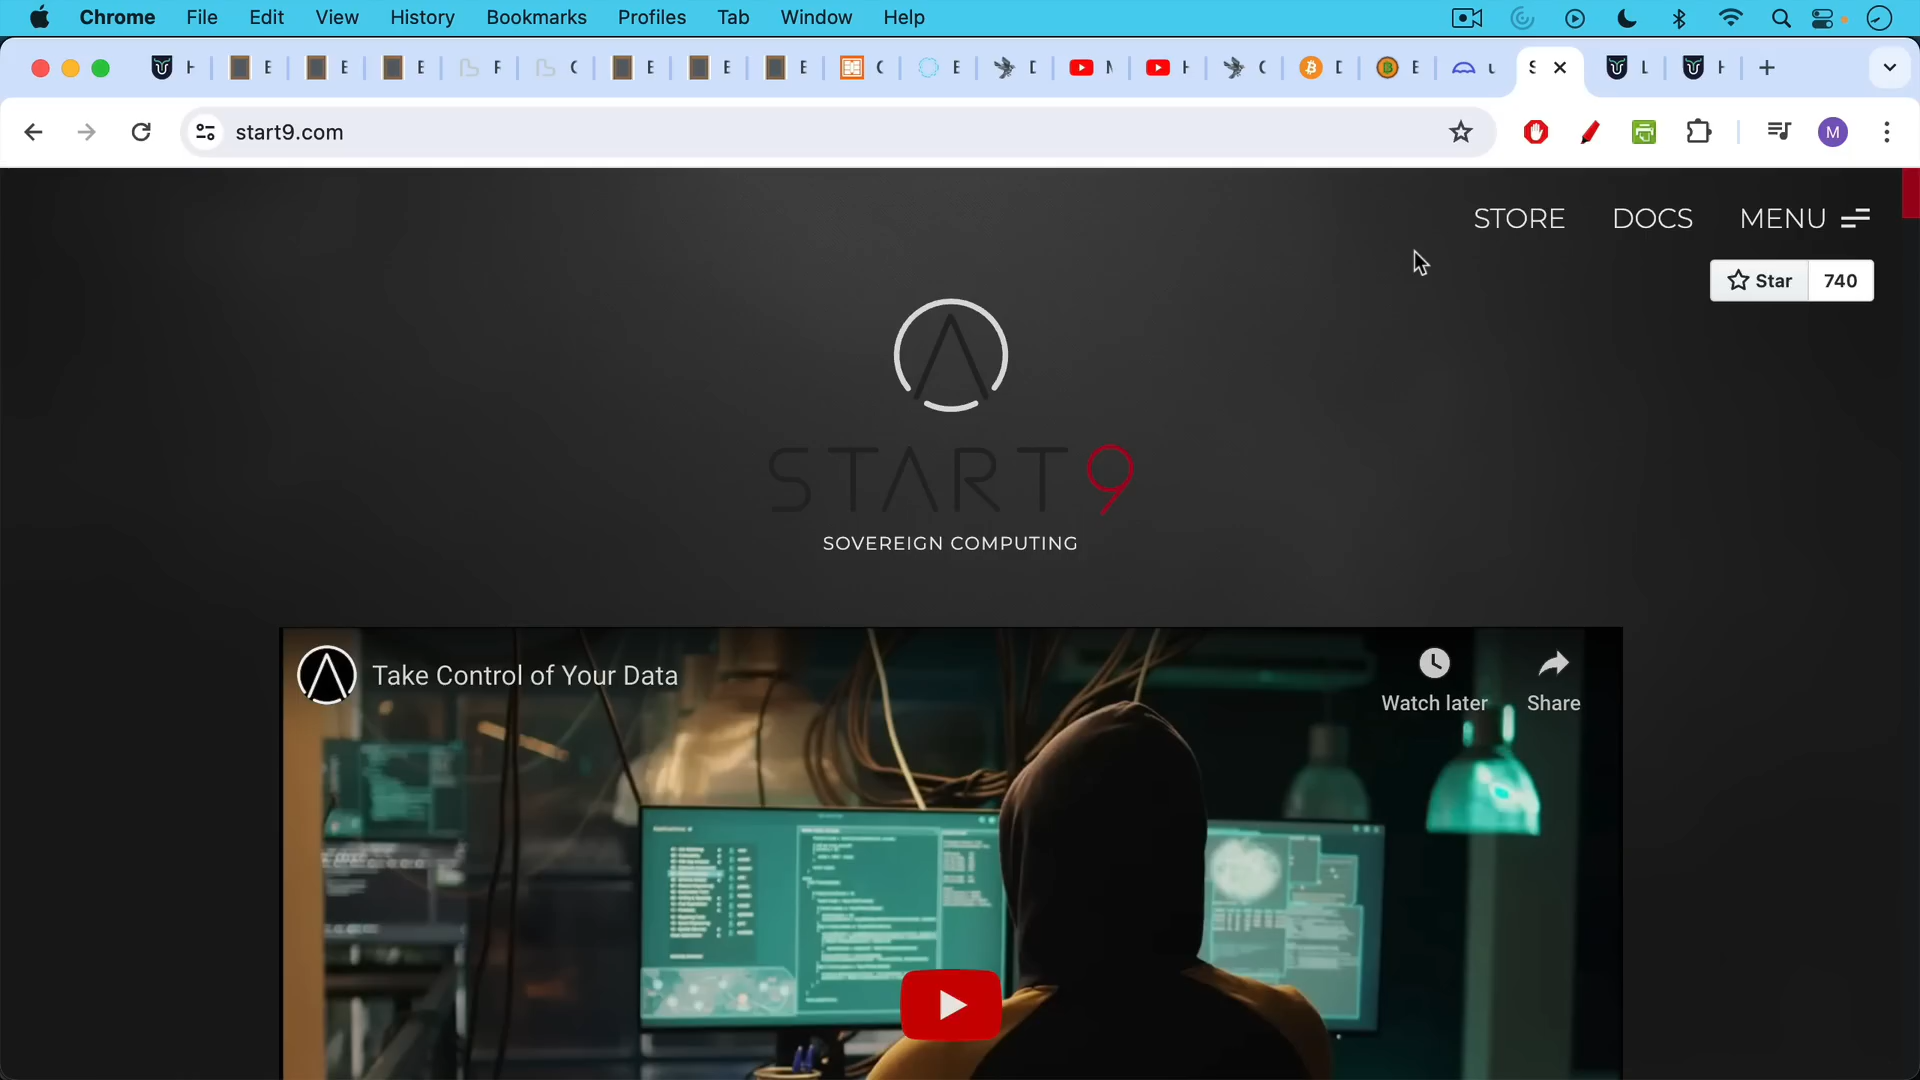 Chrome File Edit View History Bookmarks Profiles Tab Window Help
start9.com
M
STORE DOCS MENU
Star 740
START9
SOVEREIGN COMPUTING
Take Control of Your Data
Watch later Share